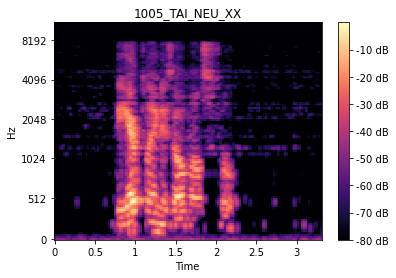 1005_TAI_NEU_XX
8192
4096
2048
1024
512
0
Hz
0 0.5 1 1.5 2 2.5 3
Time
-10 dB
-20 dB
-30 dB
-40 dB
-50 dB
-60 dB
-70 dB
-80 dB